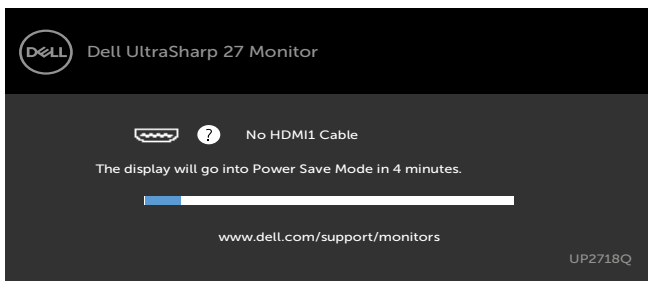 DELL Dell UltraSharp 27 Monitor
? No HDMI1 Cable
The display will go into Power Save Mode in 4 minutes.
www.dell.com/support/monitors
UP2718Q